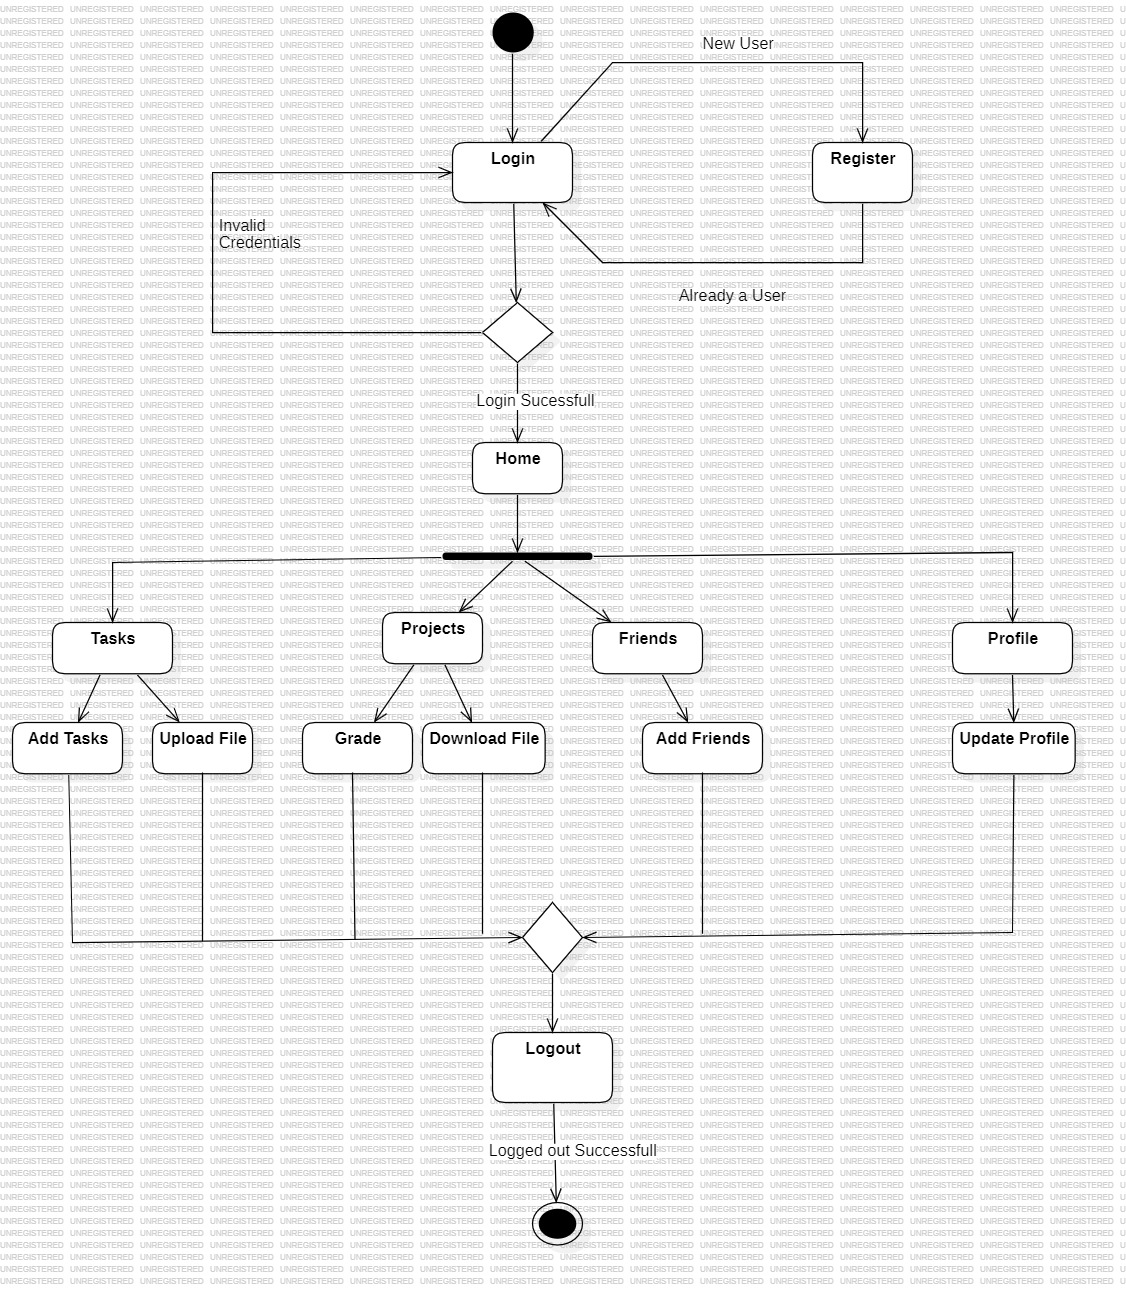 New User
Login
Register
Invalid
Credentials
Already a User
Login Sucessfull
Home
Tasks
Projects
Friends
Profile
Add Tasks
Upload File
Grade
Download File
Add Friends
Update Profile
Logout
Logged out Successfull
UNREGISTERED